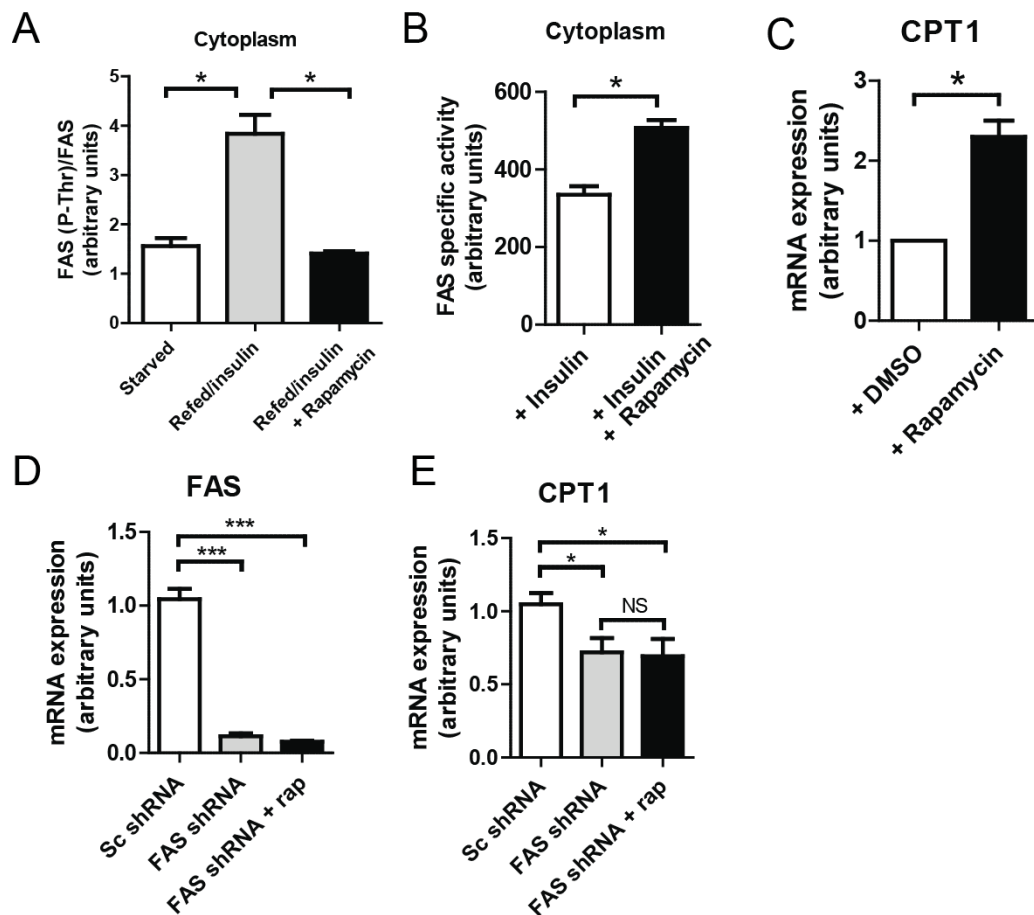 A
Cytoplasm
FAS (P-Thr)/FAS
(arbitrary units)
5
4
3
2
1
0
*
*
Starved
Refed/insulin
Refed/insulin
+ Rapamycin
B
Cytoplasm
FAS specific activity
(arbitrary units)
600
400
200
0
*
+ Insulin
+ Insulin
+ Rapamycin
C
CPT1
mRNA expression
(arbitrary units)
3
2
1
0
*
+ DMSO
+ Rapamycin
D
FAS
mRNA expression
(arbitrary units)
1.5
1.0
0.5
0.0
***
***
Sc shRNA
FAS shRNA
FAS shRNA + rap
E
CPT1
mRNA expression
(arbitrary units)
1.5
1.0
0.5
0.0
*
*
NS
Sc shRNA
FAS shRNA
FAS shRNA + rap